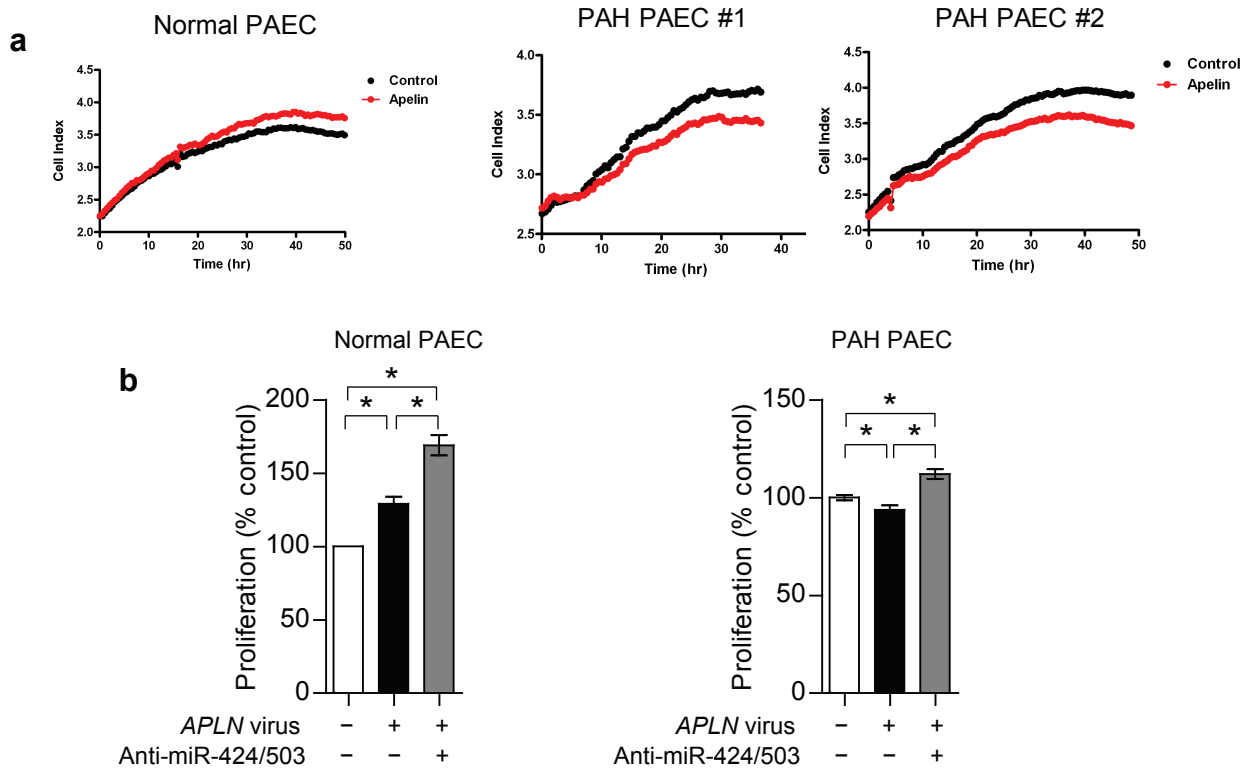 a
Normal PAEC
PAH PAEC #1
PAH PAEC #2
Cell Index
4.5
4.0
3.5
3.0
2.5
2.0
0 10 20 30 40 50
Time (hr)
Control
Apelin
Cell Index
4.0
3.5
3.0
2.5
0 10 20 30 40
Time (hr)
Cell Index
4.5
4.0
3.5
3.0
2.5
2.0
0 10 20 30 40 50
Time (hr)
Control
Apelin
b
Normal PAEC
Proliferation (% control)
200
150
100
50
0
*
* *
APLN virus − + +
Anti-miR-424/503 − − +
PAH PAEC
Proliferation (% control)
150
100
50
0
*
* *
APLN virus − + +
Anti-miR-424/503 − − +